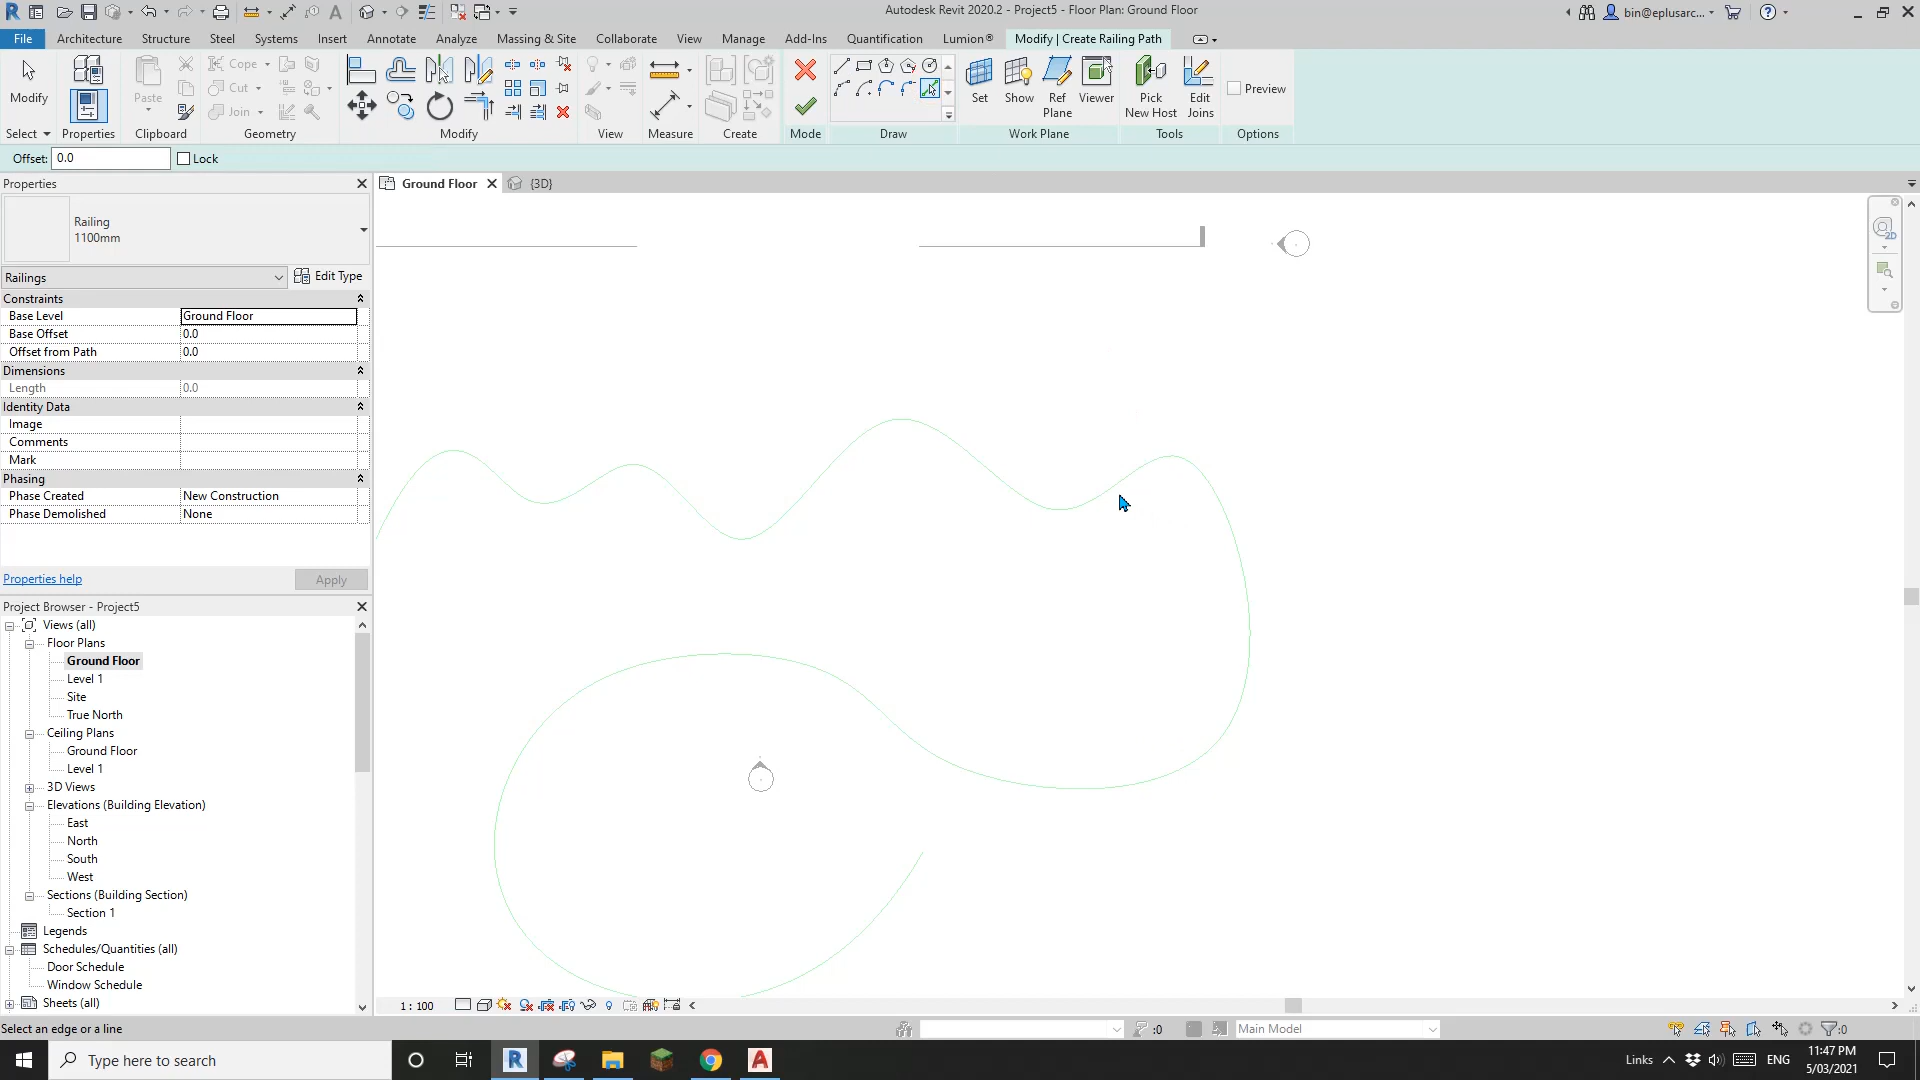 Autodesk Revit 2020.2 - Project5 - Floor Plan: Ground Floor
bin@eplusarc...
File Architecture Structure Steel Systems Insert Annotate Analyze Massing & Site Collaborate View Manage Add-Ins Quantification Lumion® Modify | Create Railing Path
Modify
Paste
Cope
Cut
Join
Set Show Ref Plane Viewer
Pick New Host
Edit Joins
Preview
Select Properties Clipboard Geometry Modify View Measure Create Mode Draw Work Plane Tools Options
Offset: 0.0 Lock
Properties
Ground Floor
{3D}
Railing
1100mm
Railings
Edit Type
Constraints
Base Level Ground Floor
Base Offset 0.0
Offset from Path 0.0
Dimensions
Length 0.0
Identity Data
Image
Comments
Mark
Phasing
Phase Created New Construction
Phase Demolished None
Properties help
Apply
Project Browser - Project5
Views (all)
Floor Plans
Ground Floor
Level 1
Site
True North
Ceiling Plans
Ground Floor
Level 1
3D Views
Elevations (Building Elevation)
East
North
South
West
Sections (Building Section)
Section 1
Legends
Schedules/Quantities (all)
Door Schedule
Window Schedule
Sheets (all)
2D
1 : 100
Select an edge or a line
:0
Main Model
:0
Type here to search
Links
ENG
11:47 PM
5/03/2021